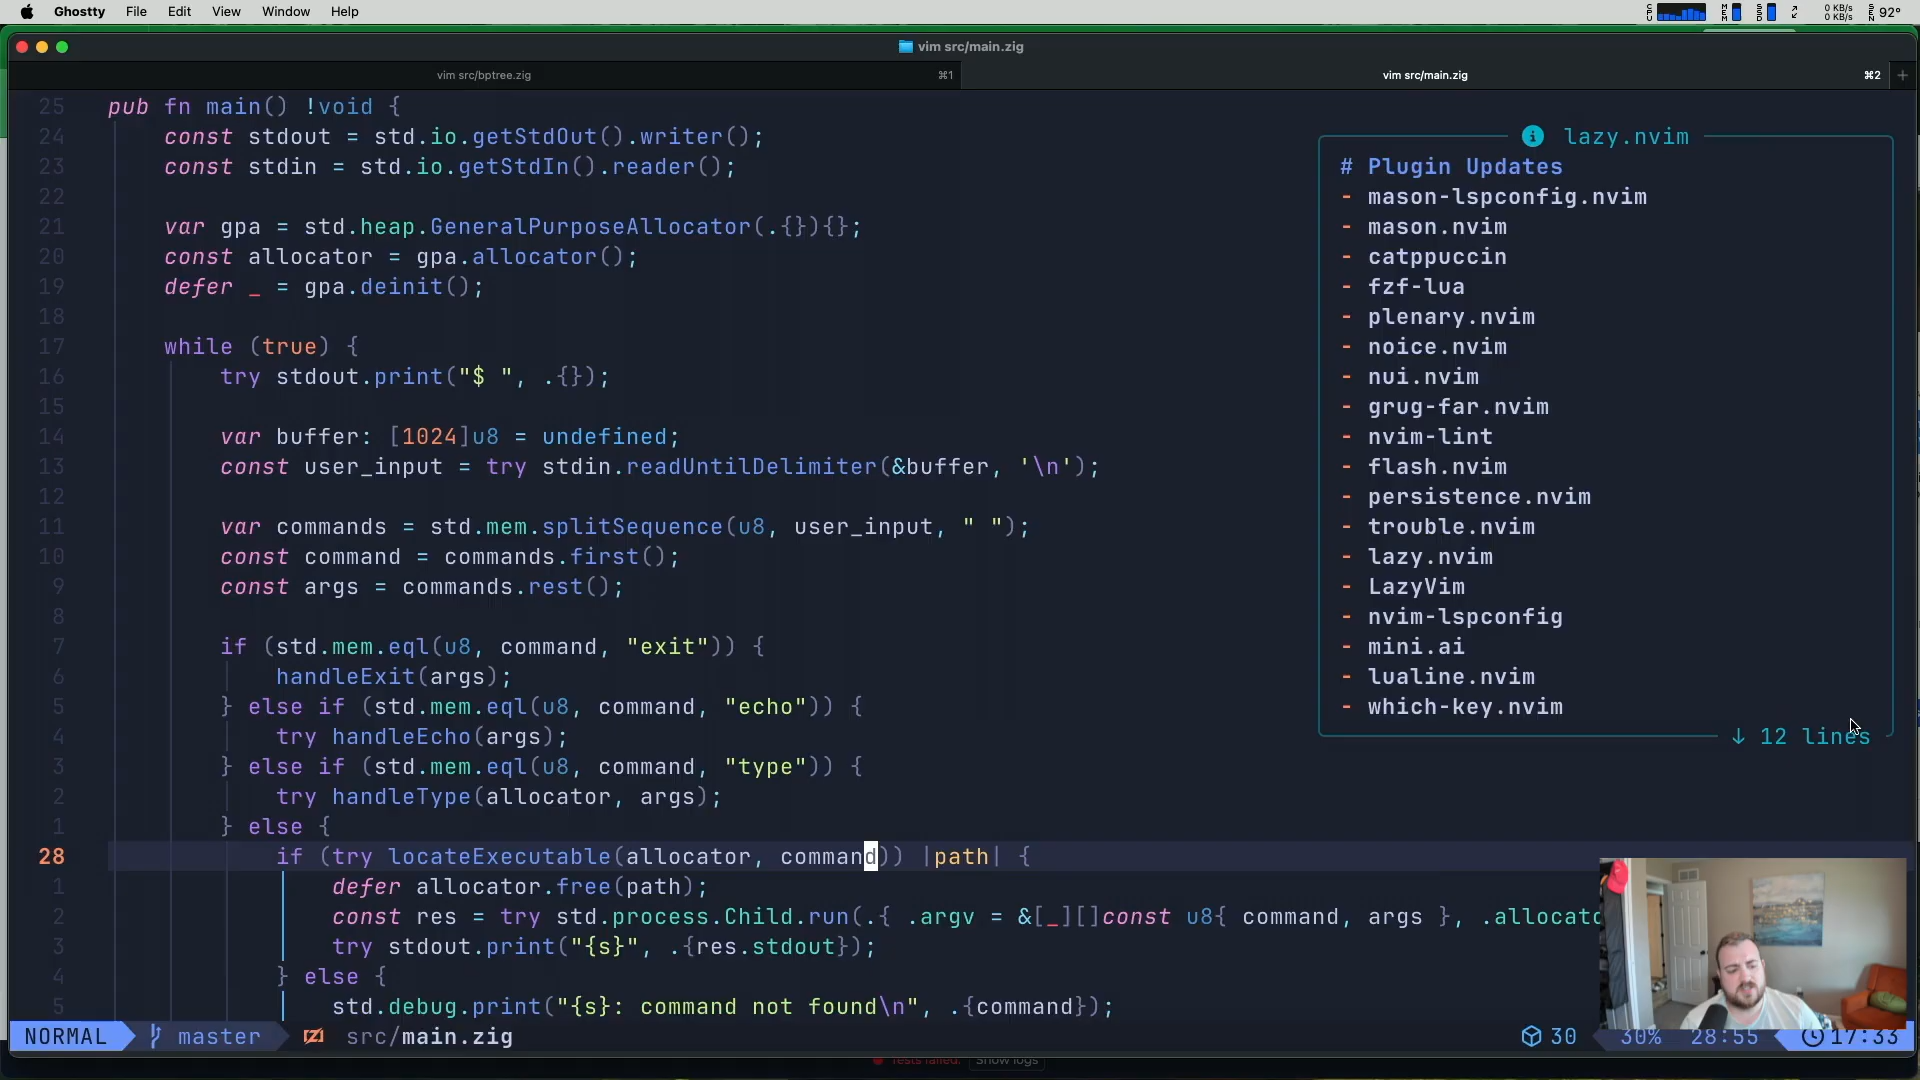 Ghostty File Edit View Window Help
0 KB/s
0 KB/s
92°
vim src/main.zig
vim src/bptree.zig ⌘1
vim src/main.zig ⌘2 +
25 pub fn main() !void {
24 const stdout = std.io.getStdOut().writer();
23 const stdin = std.io.getStdIn().reader();
22
21 var gpa = std.heap.GeneralPurposeAllocator(.{}){};
20 const allocator = gpa.allocator();
19 defer _ = gpa.deinit();
18
17 while (true) {
16 try stdout.print("$ ", .{});
15
14 var buffer: [1024]u8 = undefined;
13 const user_input = try stdin.readUntilDelimiter(&buffer, '\n');
12
11 var commands = std.mem.splitSequence(u8, user_input, " ");
10 const command = commands.first();
9 const args = commands.rest();
8
7 if (std.mem.eql(u8, command, "exit")) {
6 handleExit(args);
5 } else if (std.mem.eql(u8, command, "echo")) {
4 try handleEcho(args);
3 } else if (std.mem.eql(u8, command, "type")) {
2 try handleType(allocator, args);
1 } else {
28 if (try locateExecutable(allocator, command)) |path| {
1 defer allocator.free(path);
2 const res = try std.process.Child.run(.{ .argv = &[_][]const u8{ command, args }, .allocato
3 try stdout.print("{s}", .{res.stdout});
4 } else {
5 std.debug.print("{s}: command not found\n", .{command});
lazy.nvim
# Plugin Updates
- mason-lspconfig.nvim
- mason.nvim
- catppuccin
- fzf-lua
- plenary.nvim
- noice.nvim
- nui.nvim
- grug-far.nvim
- nvim-lint
- flash.nvim
- persistence.nvim
- trouble.nvim
- lazy.nvim
- LazyVim
- nvim-lspconfig
- mini.ai
- lualine.nvim
- which-key.nvim
↓ 12 lines
NORMAL master src/main.zig 30 30% 28:55 17:33
Tests failed. Show logs